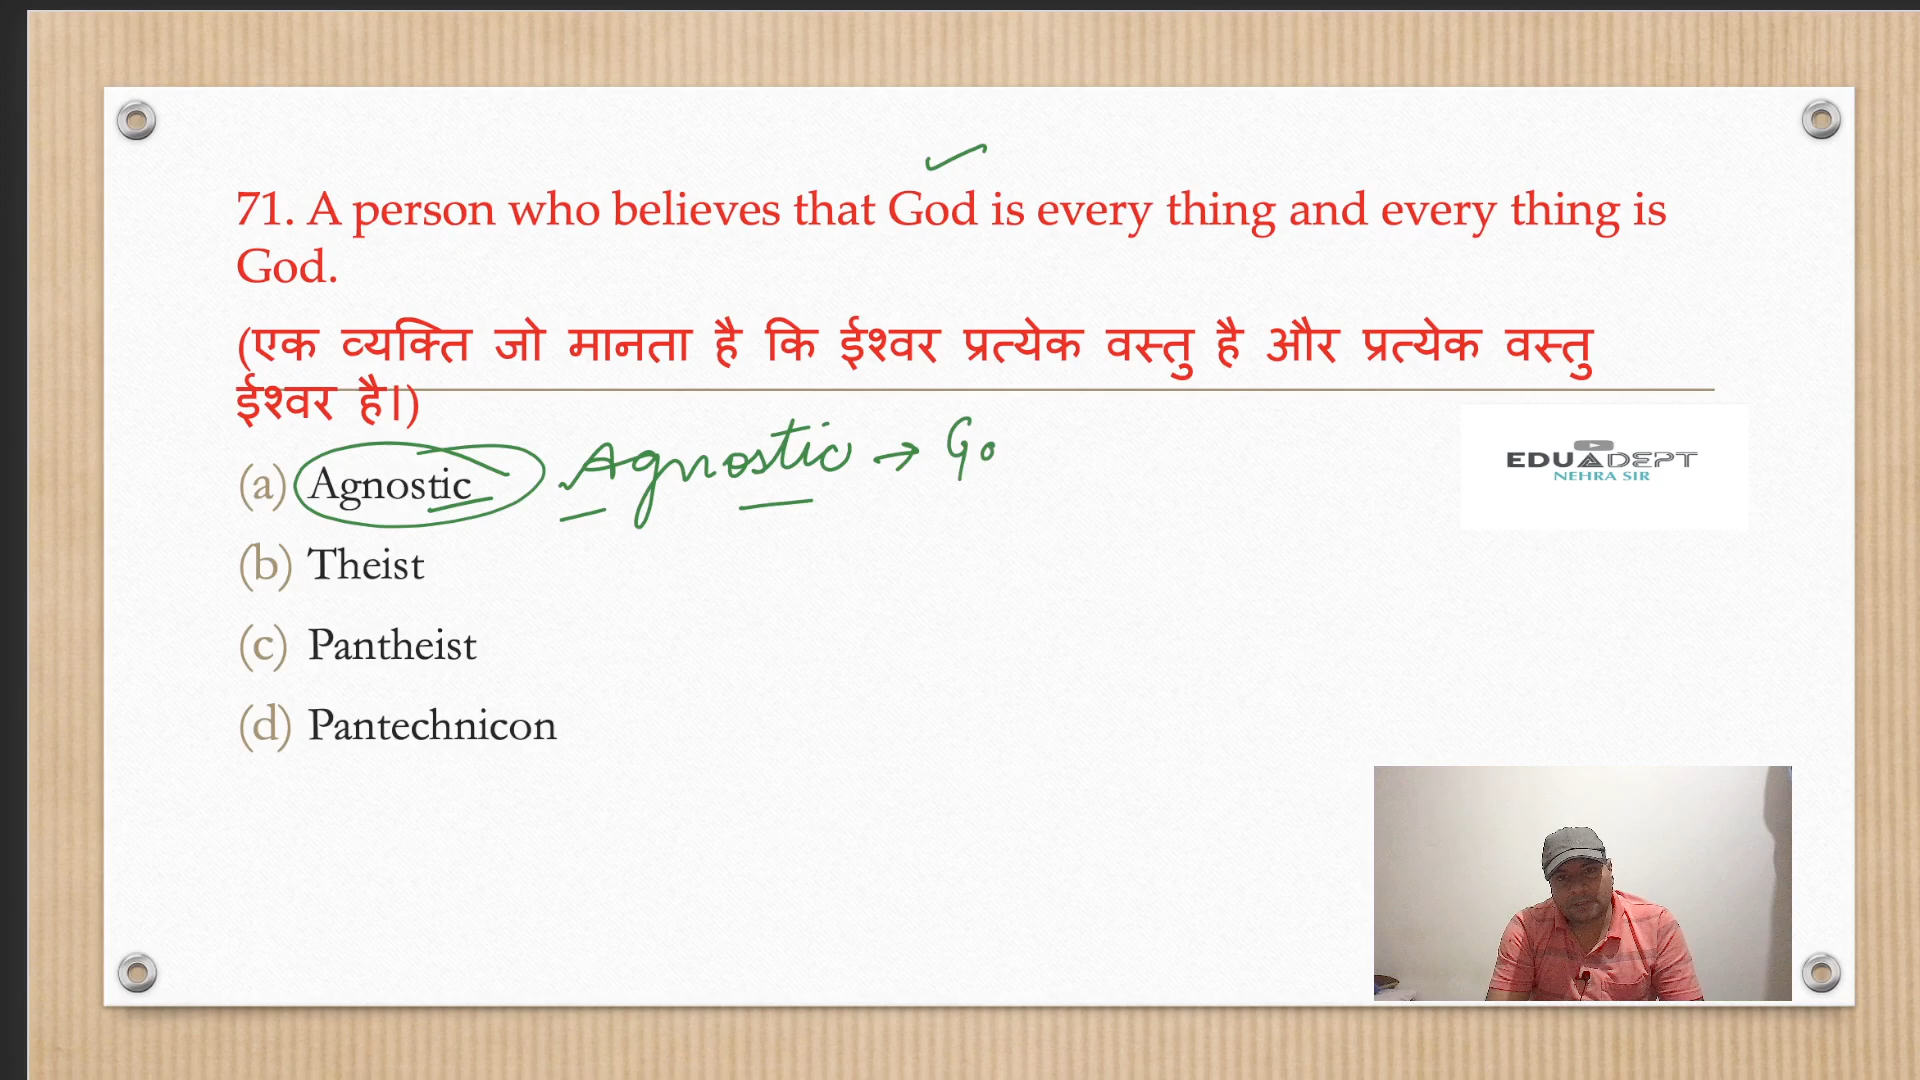 71. A person who believes that God is every thing and every thing is
God.
(एक व्यक्ति जो मानता है कि ईश्वर प्रत्येक वस्तु है और प्रत्येक वस्तु
ईश्वर है।)
(a) Agnostic Agnostic → Go
(b) Theist
(c) Pantheist
(d) Pantechnicon
EDUADEPT
NEHRA SIR